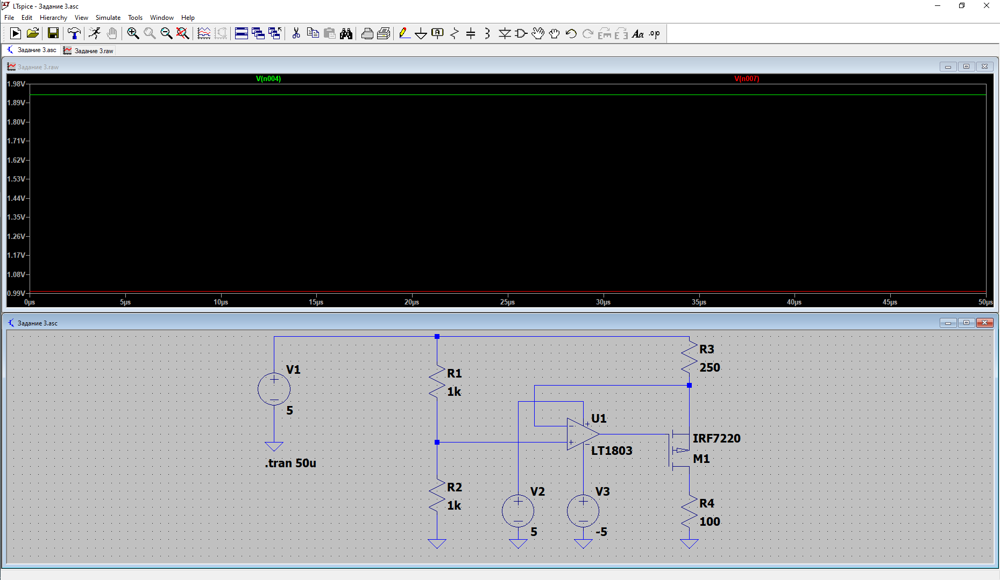 LTspice - Задание 3.asc
File Edit Hierarchy View Simulate Tools Window Help
Задание 3.asc Задание 3.raw
Задание 3.raw
V(n004) V(n007)
1.98V
1.89V
1.80V
1.71V
1.62V
1.53V
1.44V
1.35V
1.26V
1.17V
1.08V
0.99V
0µs 5µs 10µs 15µs 20µs 25µs 30µs 35µs 40µs 45µs 50µs
Задание 3.asc
R3
250
V1
5
R1
1k
U1
LT1803
IRF7220
M1
.tran 50u
R2
1k
V2
5
V3
-5
R4
100